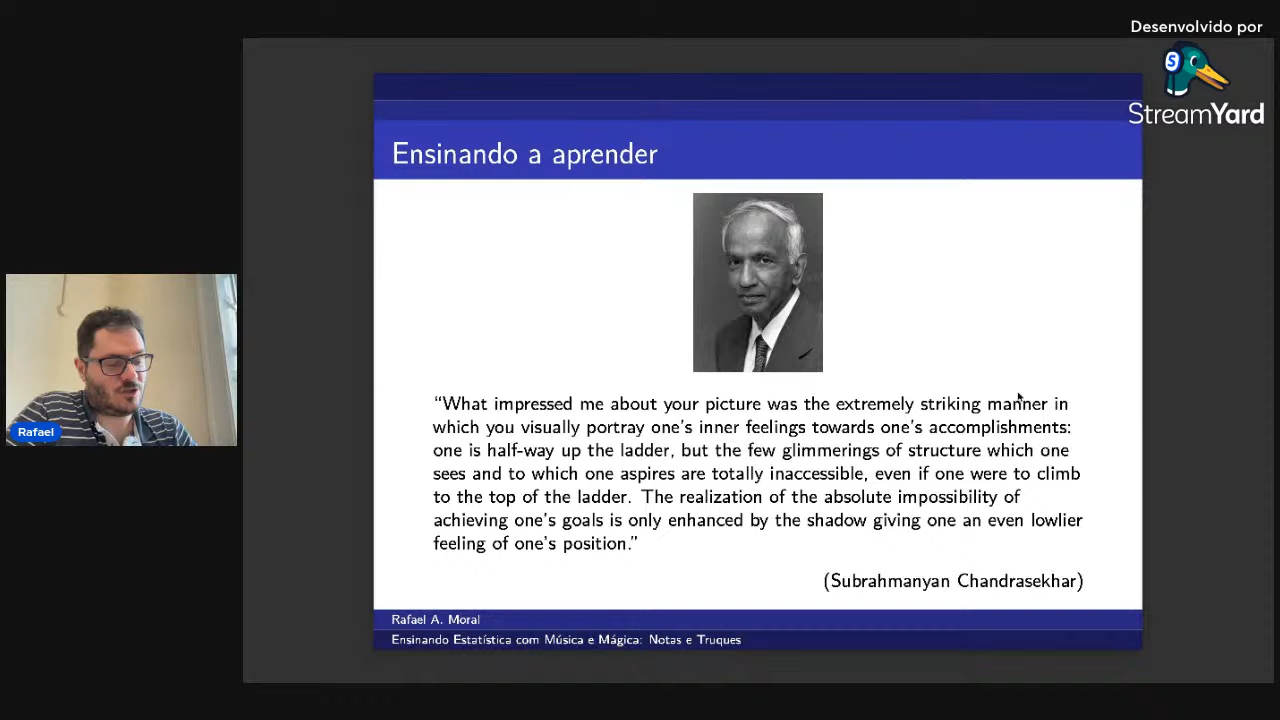 Desenvolvido por
StreamYard
Ensinando a aprender
“What impressed me about your picture was the extremely striking manner in
which you visually portray one’s inner feelings towards one’s accomplishments:
one is half-way up the ladder, but the few glimmerings of structure which one
sees and to which one aspires are totally inaccessible, even if one were to climb
to the top of the ladder. The realization of the absolute impossibility of
achieving one’s goals is only enhanced by the shadow giving one an even lowlier
feeling of one’s position.”
(Subrahmanyan Chandrasekhar)
Rafael
Rafael A. Moral
Ensinando Estatística com Música e Mágica: Notas e Truques